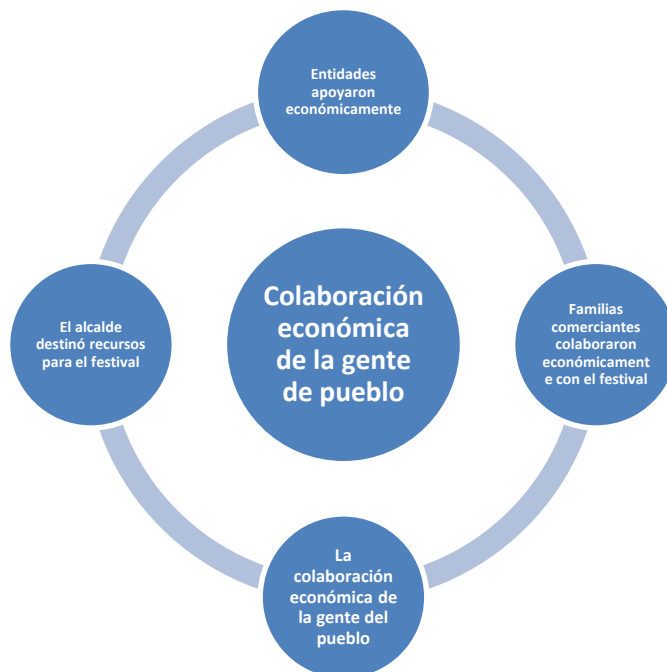 Entidades
apoyaron
económicamente
Colaboración
económica
de la gente
de pueblo
El alcalde
destinó recursos
para el festival
Familias
comerciantes
colaboraron
económicament
e con el festival
La
colaboración
económica de
la gente del
pueblo